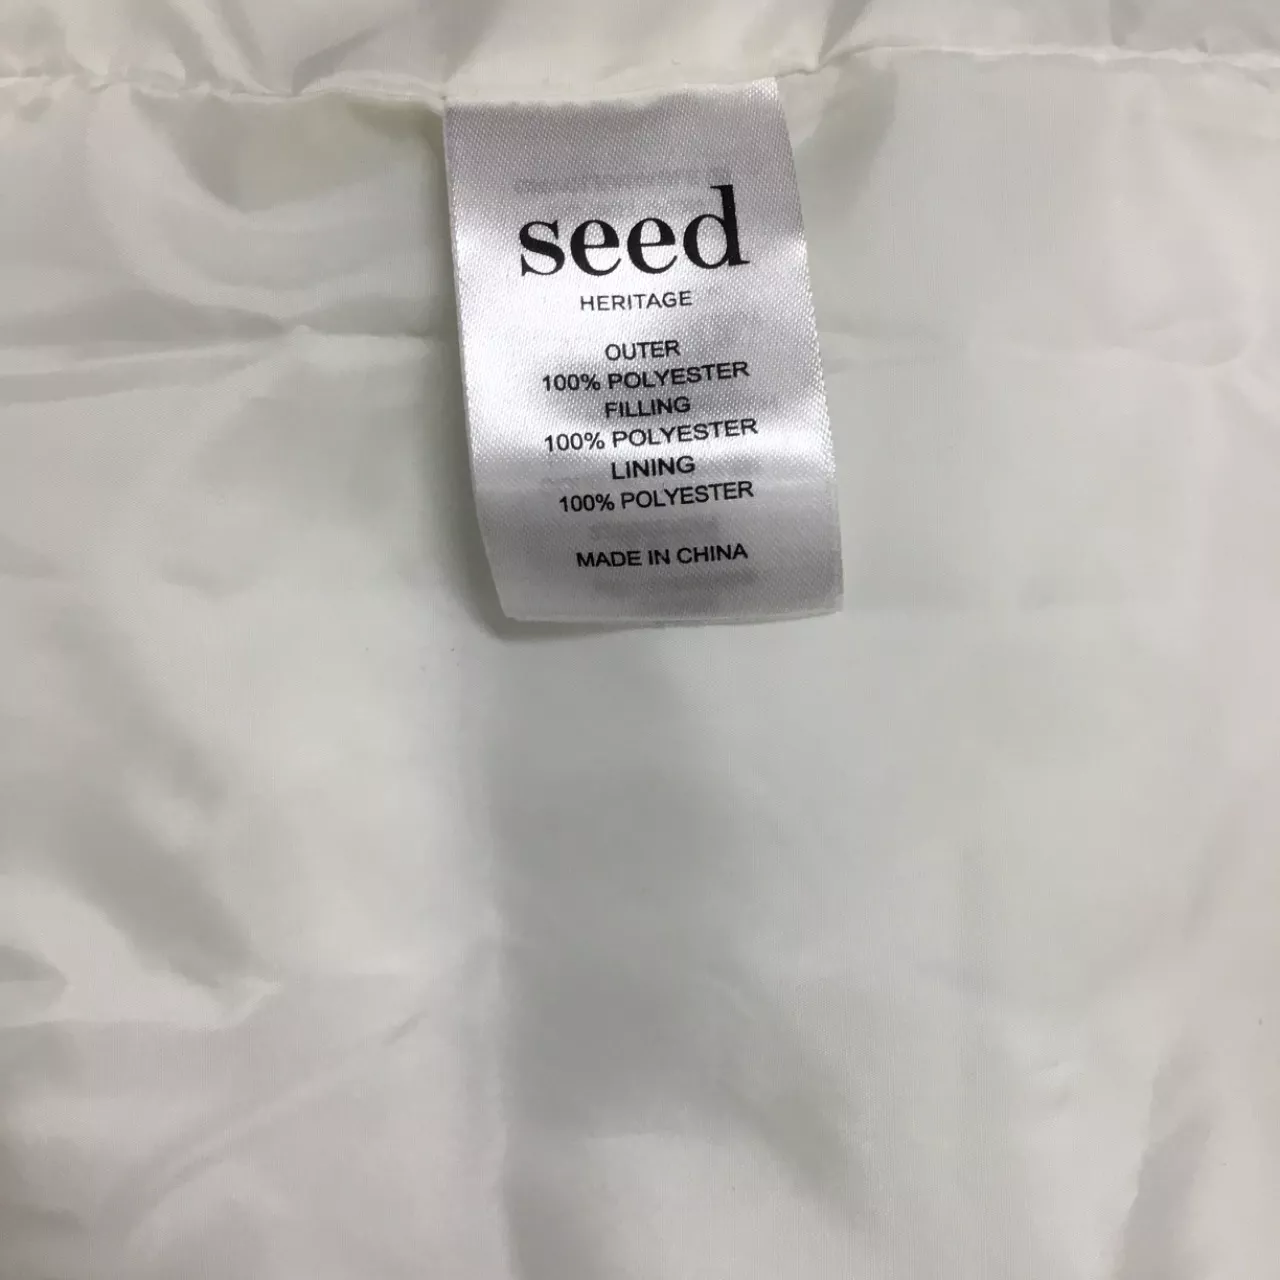 seed
HERITAGE
OUTER
100% POLYESTER
FILLING
100% POLYESTER
LINING
100% POLYESTER
MADE IN CHINA